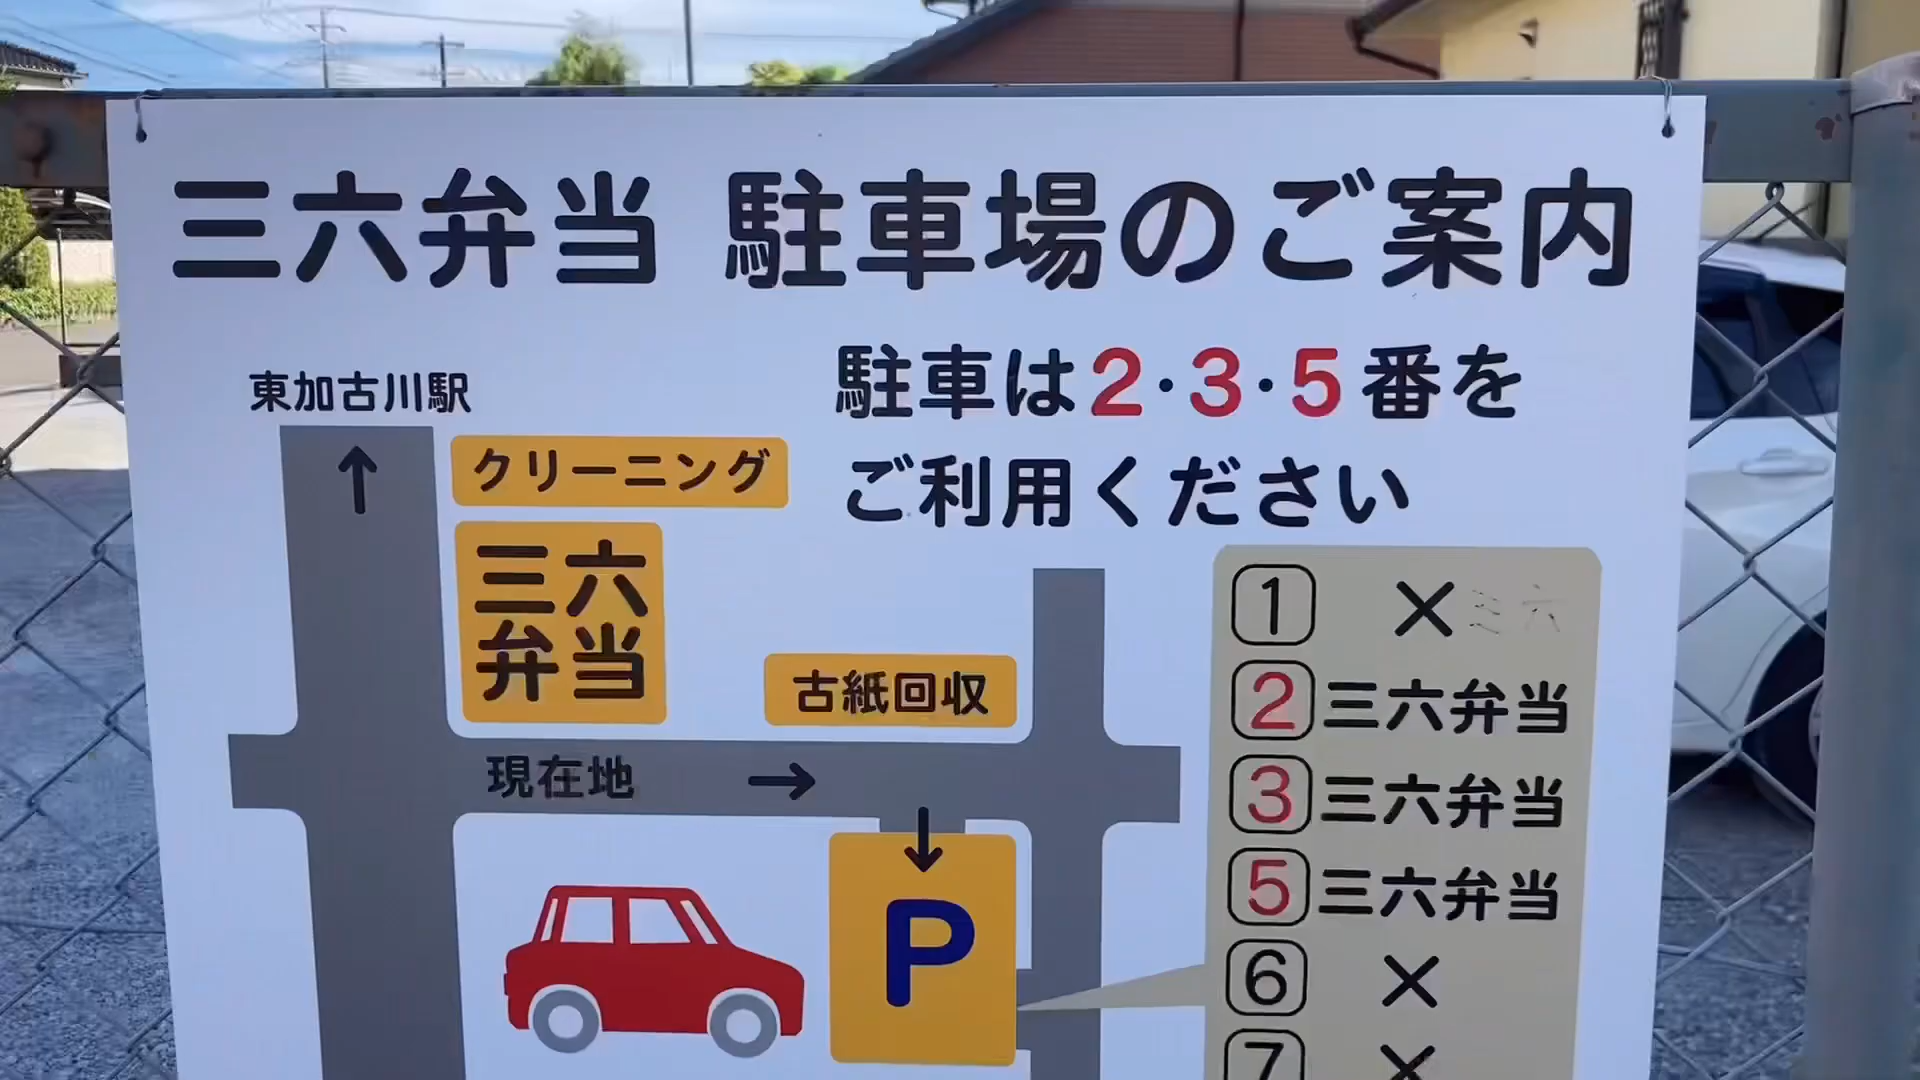 三六弁当 駐車場のご案内
駐車は2・3・5番を
ご利用ください
東加古川駅
↑
クリーニング
三六
弁当
古紙回収
現在地 →
↓
P
1 ×
2 三六弁当
3 三六弁当
5 三六弁当
6 ×
7 ×